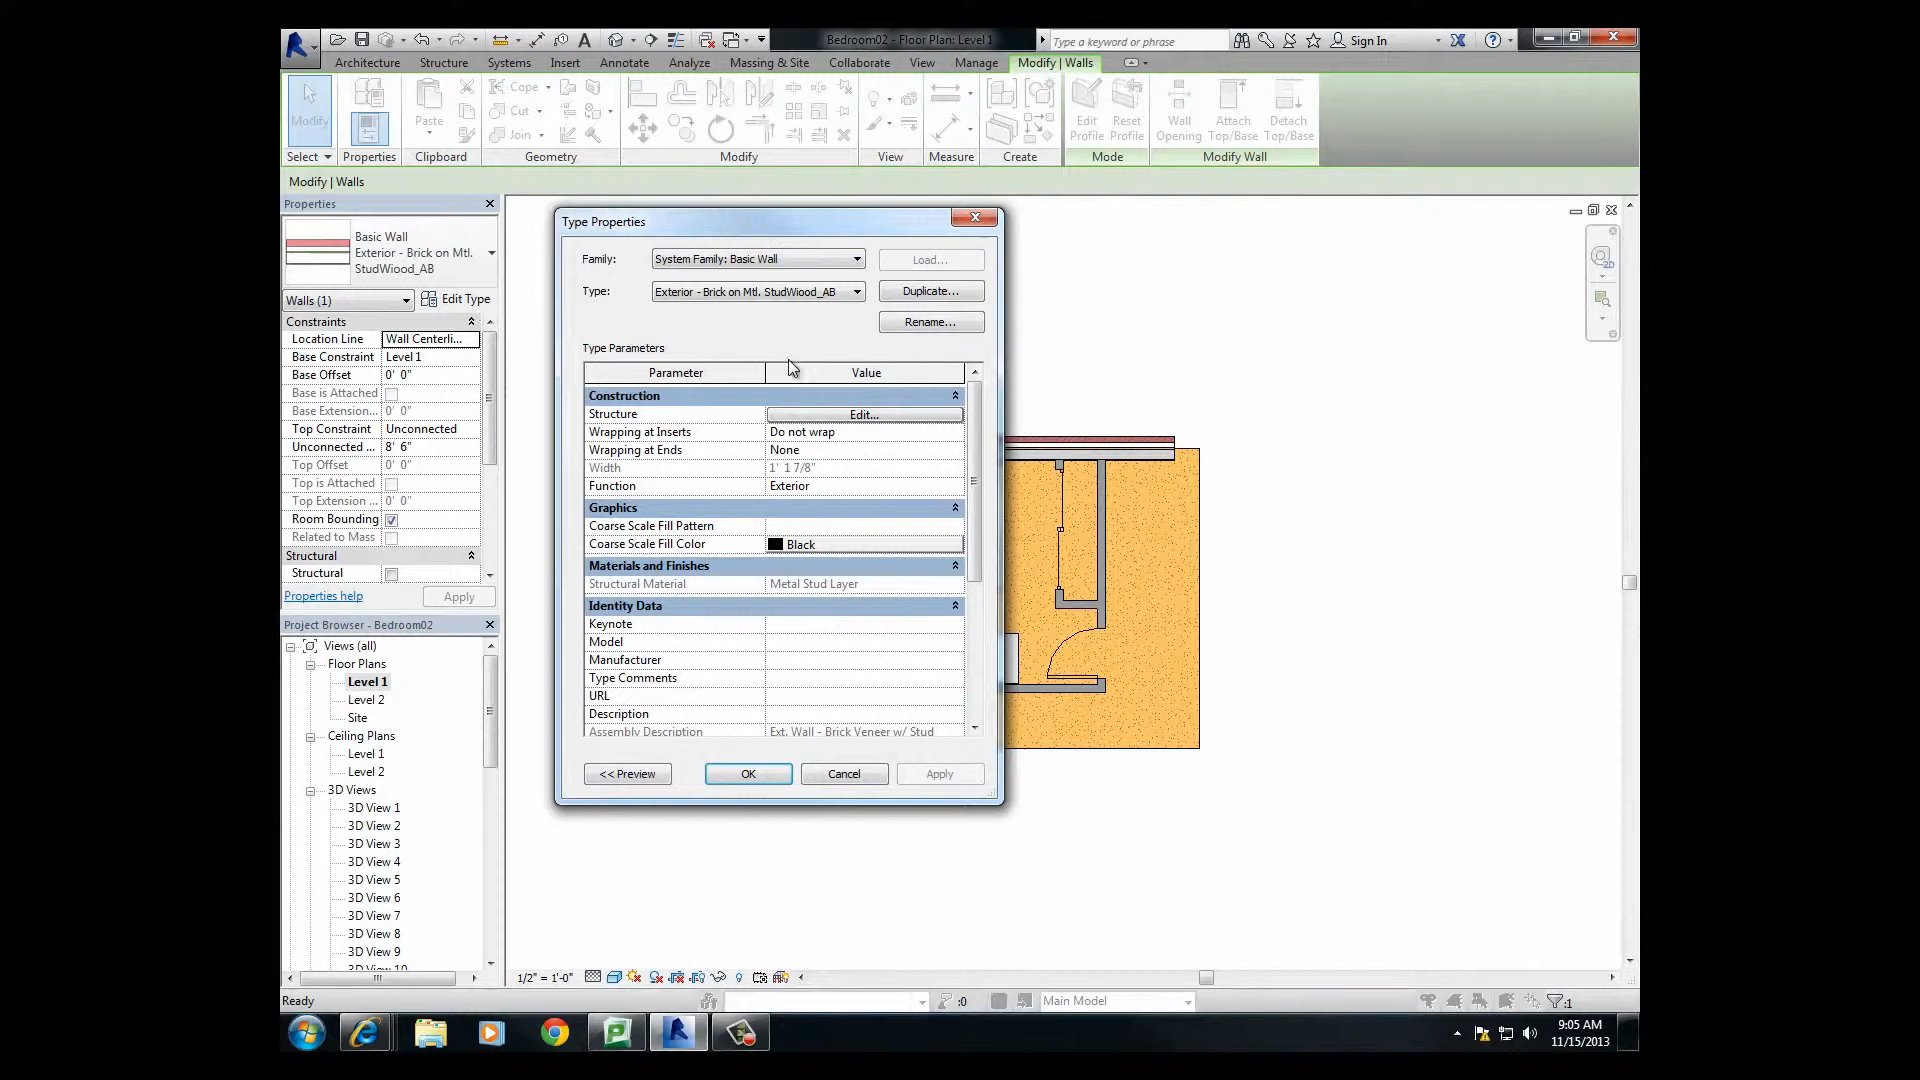 Bedroom02 - Floor Plan: Level 1
Type a keyword or phrase
Sign In
Architecture
Structure
Systems
Insert
Annotate
Analyze
Massing & Site
Collaborate
View
Manage
Modify | Walls
Modify
Paste
Cope
Cut
Join
Edit Profile
Reset Profile
Wall Opening
Attach Top/Base
Detach Top/Base
Select
Properties
Clipboard
Geometry
Modify
View
Measure
Create
Mode
Modify Wall
Modify | Walls
Properties
Basic Wall
Exterior - Brick on Mtl.
StudWiood_AB
Walls (1)
Edit Type
Constraints
Location Line Wall Centerli...
Base Constraint Level 1
Base Offset 0' 0"
Base is Attached
Base Extension... 0' 0"
Top Constraint Unconnected
Unconnected ... 8' 6"
Top Offset 0' 0"
Top is Attached
Top Extension ... 0' 0"
Room Bounding
Related to Mass
Structural
Structural
Properties help
Apply
Project Browser - Bedroom02
Views (all)
Floor Plans
Level 1
Level 2
Site
Ceiling Plans
Level 1
Level 2
3D Views
3D View 1
3D View 2
3D View 3
3D View 4
3D View 5
3D View 6
3D View 7
3D View 8
3D View 9
3D View 10
Type Properties
Family: System Family: Basic Wall Load...
Type: Exterior - Brick on Mtl. StudWiood_AB Duplicate...
Rename...
Type Parameters
Parameter Value
Construction
Structure Edit...
Wrapping at Inserts Do not wrap
Wrapping at Ends None
Width 1' 1 7/8"
Function Exterior
Graphics
Coarse Scale Fill Pattern
Coarse Scale Fill Color Black
Materials and Finishes
Structural Material Metal Stud Layer
Identity Data
Keynote
Model
Manufacturer
Type Comments
URL
Description
Assembly Description Ext. Wall - Brick Veneer w/ Stud
<< Preview OK Cancel Apply
2D
1/2" = 1'-0"
Ready
:0
Main Model
:1
9:05 AM
11/15/2013